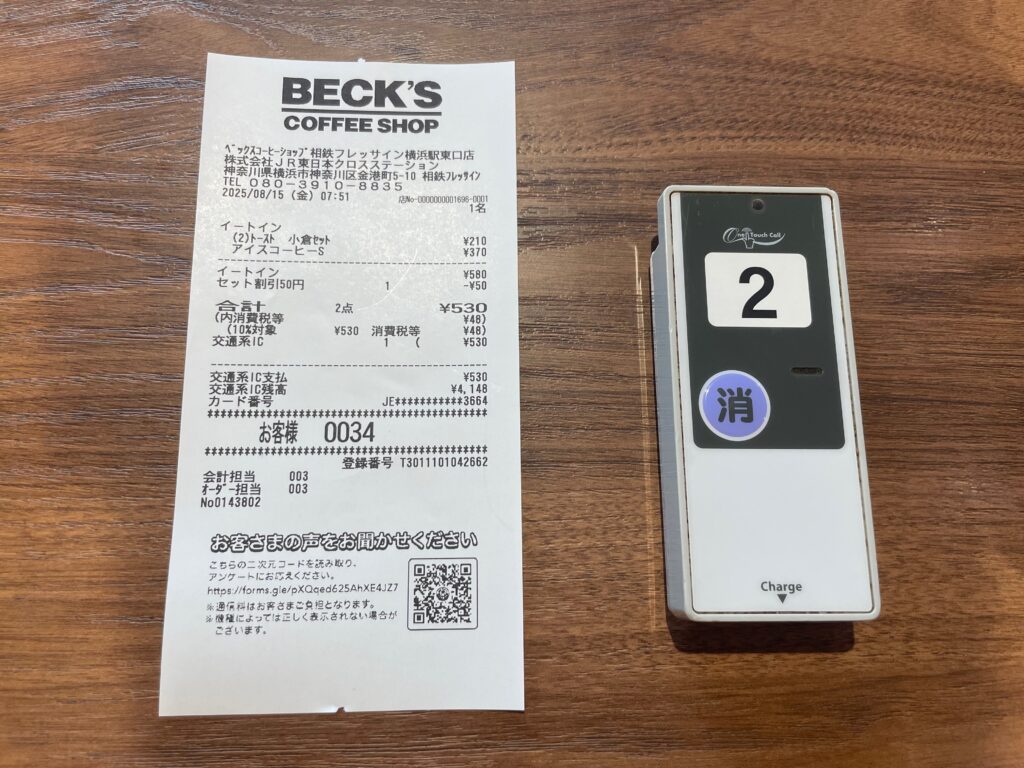 BECK'S
COFFEE SHOP
ﾍﾞｯｸｽｺｰﾋｰｼｮｯﾌﾟ相鉄フレッサイン横浜駅東口店
株式会社ＪＲ東日本クロスステーション
神奈川県横浜市神奈川区金港町5-10 相鉄ﾌﾚｯｻｲﾝ
TEL ０８０－３９１０－８８３５
2025/08/15 (金) 07:51 店No-0000000001698-0001
1名
イートイン
(2)ﾄｰｽﾄ 小倉ｾｯﾄ ¥210
アイスコーヒーS ¥370
イートイン ¥580
セット割引50円 1 -¥50
合計 2点 ¥530
(内消費税等 ¥48)
(10%対象 ¥530 消費税等 ¥48)
交通系IC 1 ( ¥530
交通系IC支払 ¥530
交通系IC残高 ¥4,148
カード番号 JE***********3664
お客様 0034
登録番号 T3011101042662
会計担当 003
ｵｰﾀﾞｰ担当 003
No0143802
お客さまの声をお聞かせください
こちらの二次元コードを読み取り、
アンケートにお応えください。
https://forms.gle/pXQqed625AhXE4JZ7
※通信料はお客さまご負担となります。
※機種によっては正しく表示されない場合が
ございます。
One Touch Call
2
消
Charge
▼